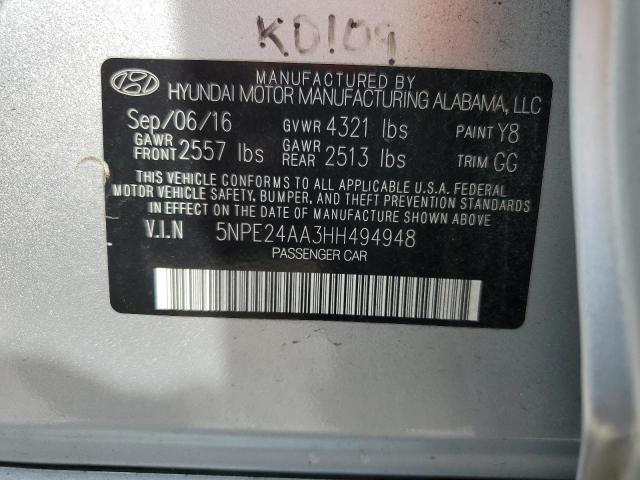 KD109
MANUFACTURED BY
HYUNDAI MOTOR MANUFACTURING ALABAMA, LLC
Sep/06/16 GVWR 4321 lbs PAINT Y8
GAWR FRONT 2557 lbs GAWR REAR 2513 lbs TRIM GG
THIS VEHICLE CONFORMS TO ALL APPLICABLE U.S.A. FEDERAL
MOTOR VEHICLE SAFETY, BUMPER, AND THEFT PREVENTION STANDARDS
IN EFFECT ON THE DATE OF MANUFACTURE SHOWN ABOVE
V.I.N 5NPE24AA3HH494948
PASSENGER CAR